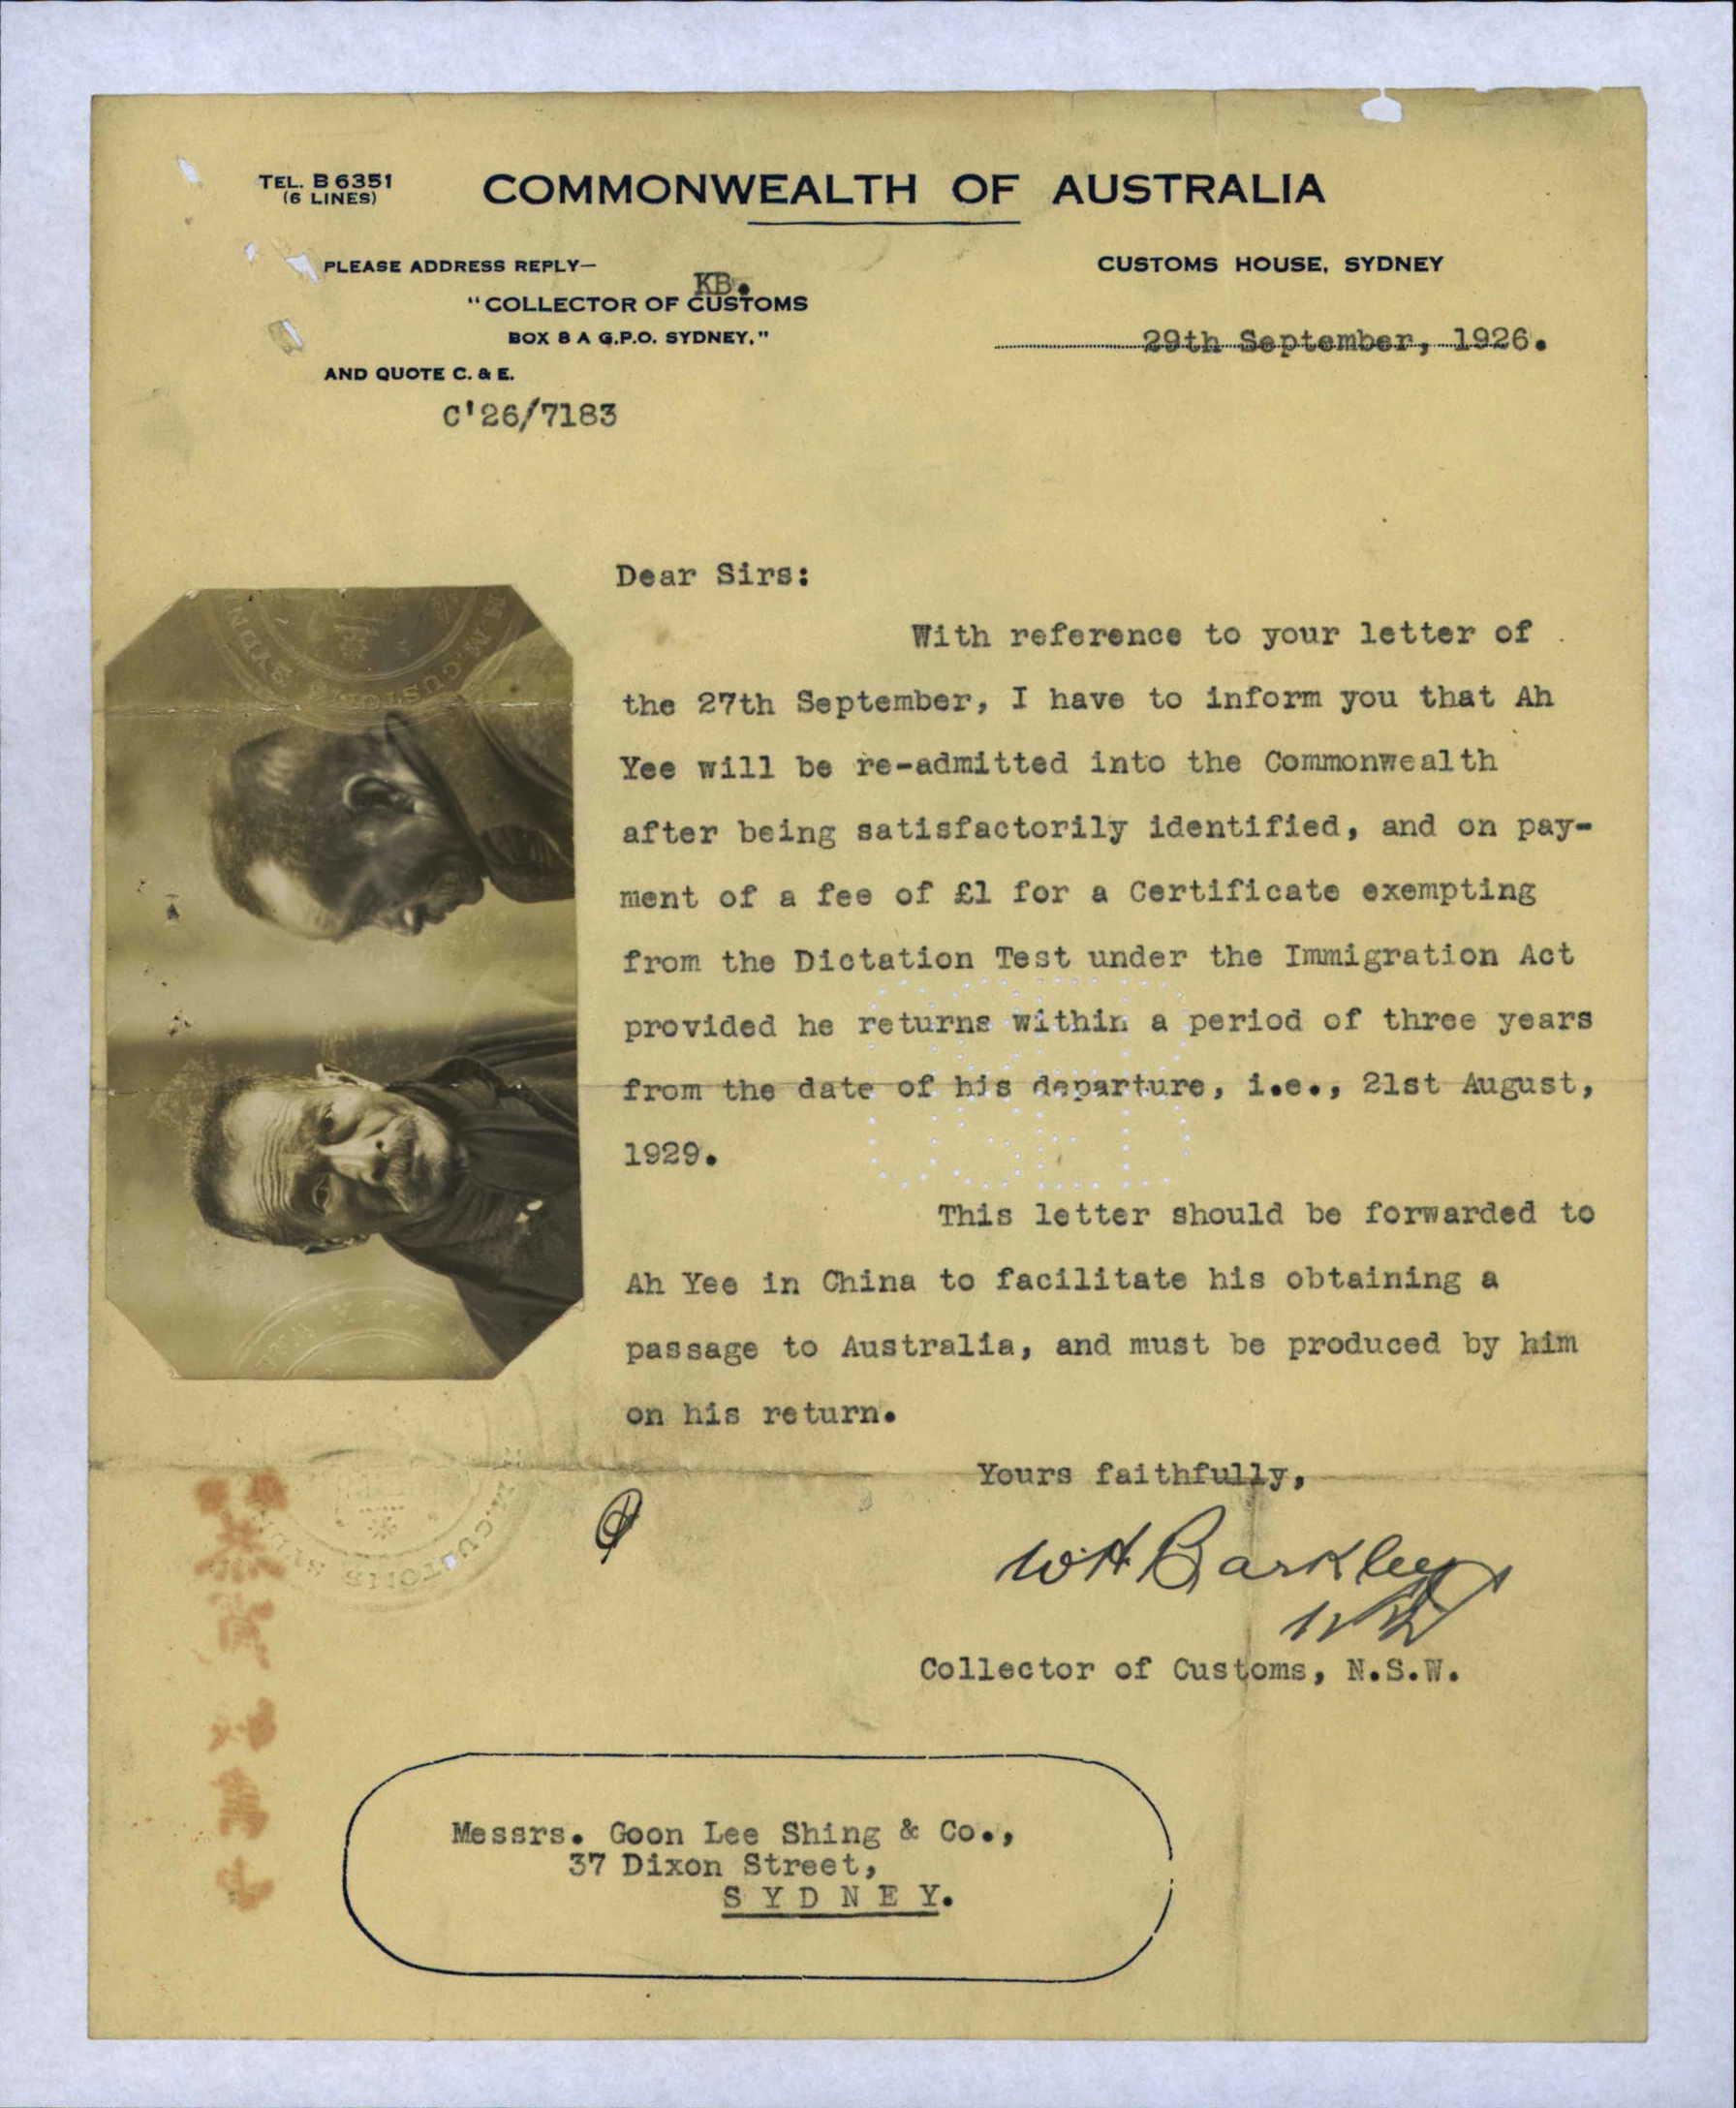 TEL. B 6351
(6 LINES)
COMMONWEALTH OF AUSTRALIA
PLEASE ADDRESS REPLY—
KB.
"COLLECTOR OF CUSTOMS
BOX 8 A G.P.O. SYDNEY,"
AND QUOTE C. & E.
C'26/7183
CUSTOMS HOUSE, SYDNEY
29th September, 1926.
Dear Sirs:
With reference to your letter of
the 27th September, I have to inform you that Ah
Yee will be re-admitted into the Commonwealth
after being satisfactorily identified, and on pay-
ment of a fee of £1 for a Certificate exempting
from the Dictation Test under the Immigration Act
provided he returns within a period of three years
from the date of his departure, i.e., 21st August,
1929.
This letter should be forwarded to
Ah Yee in China to facilitate his obtaining a
passage to Australia, and must be produced by him
on his return.
Yours faithfully,
W H Barkley
Collector of Customs, N.S.W.
Messrs. Goon Lee Shing & Co.,
37 Dixon Street,
SYDNEY.